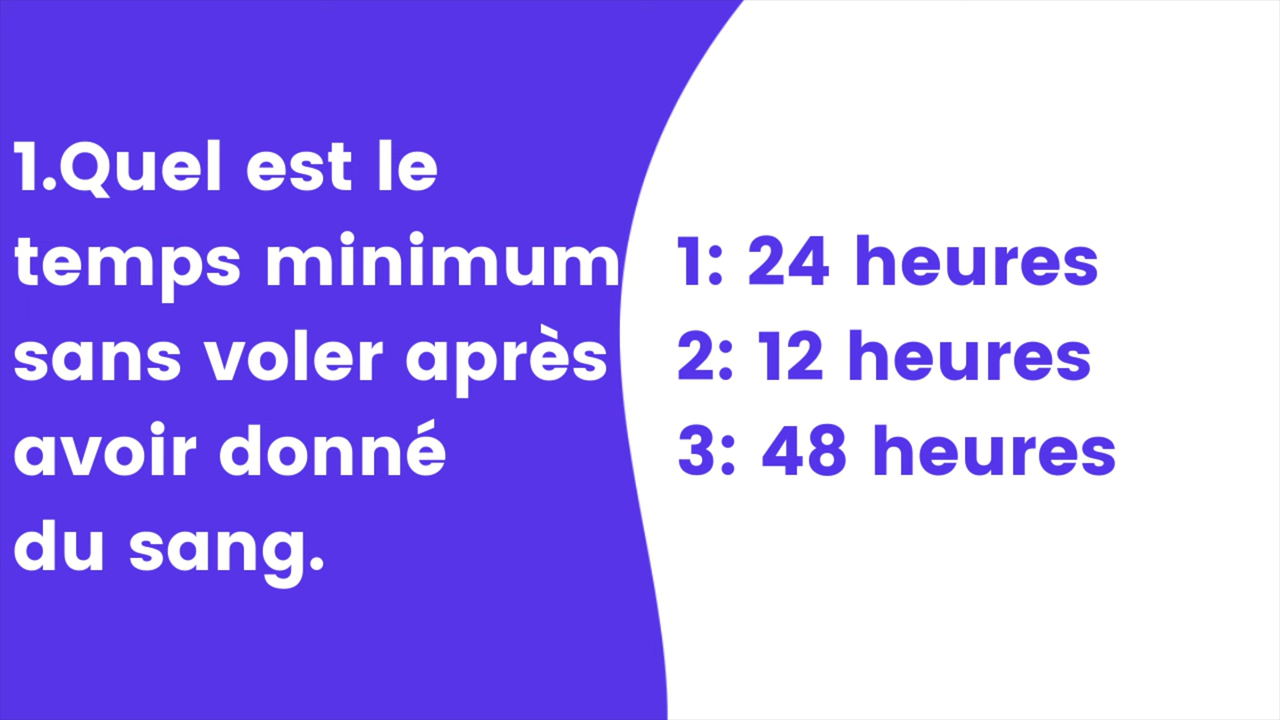 1.Quel est le
temps minimum
sans voler après
avoir donné
du sang.
1: 24 heures
2: 12 heures
3: 48 heures